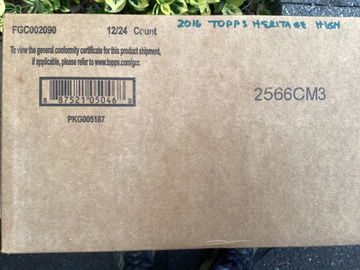 FGC002090 12/24 Count 2016 TOPPS HERITAGE HIGH
To view the general conformity certificate for this product shipment,
if applicable, please refer to www.topps.com/gcc
8 87521 05046 8
2566CM3
PKG005187